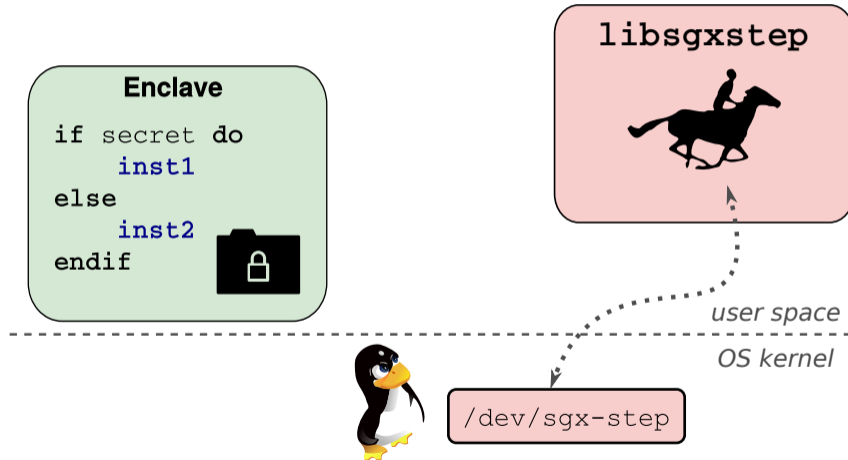 libsgxstep
Enclave
if secret do
inst1
else
inst2
endif
user space
OS kernel
/dev/sgx-step